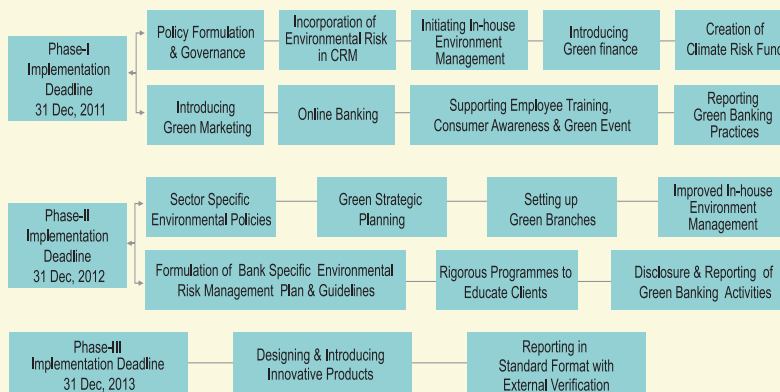 Phase-I
Implementation
Deadline
31 Dec, 2011
Policy Formulation
& Governance
Incorporation of
Environmental Risk
in CRM
Initiating In-house
Environment
Management
Introducing
Green finance
Creation of
Climate Risk Fund
Introducing
Green Marketing
Online Banking
Supporting Employee Training,
Consumer Awareness & Green Event
Reporting
Green Banking
Practices
Phase-II
Implementation
Deadline
31 Dec, 2012
Sector Specific
Environmental Policies
Green Strategic
Planning
Setting up
Green Branches
Improved In-house
Environment
Management
Formulation of Bank Specific Environmental
Risk Management Plan & Guidelines
Rigorous Programmes to
Educate Clients
Disclosure & Reporting of
Green Banking Activities
Phase-III
Implementation Deadline
31 Dec, 2013
Designing & Introducing
Innovative Products
Reporting in
Standard Format with
External Verification